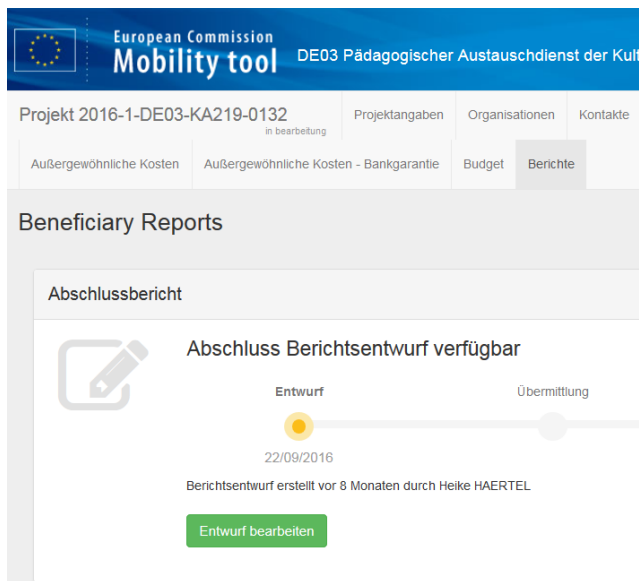 European Commission
Mobility tool
DE03 Pädagogischer Austauschdienst der Kult
Projekt 2016-1-DE03-KA219-0132
in bearbeitung
Projektangaben
Organisationen
Kontakte
Außergewöhnliche Kosten
Außergewöhnliche Kosten - Bankgarantie
Budget
Berichte
Beneficiary Reports
Abschlussbericht
Abschluss Berichtsentwurf verfügbar
Entwurf
Übermittlung
22/09/2016
Berichtsentwurf erstellt vor 8 Monaten durch Heike HAERTEL
Entwurf bearbeiten